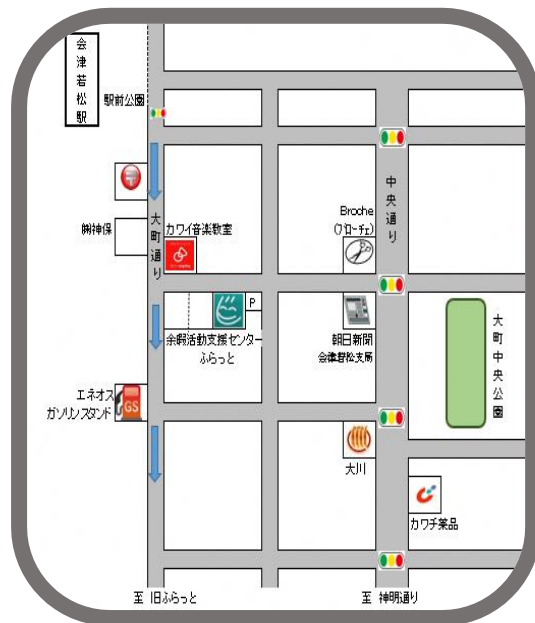 会津若松駅
駅前公園
㈱神保
大町通り
カワイ音楽教室
Broche
(ブローチェ)
中央通り
P
余暇活動支援センター
ふらっと
朝日新聞
会津若松支局
大町中央公園
エネオス
ガソリンスタンド
GS
大川
カワチ薬品
至 旧ふらっと
至 神明通り